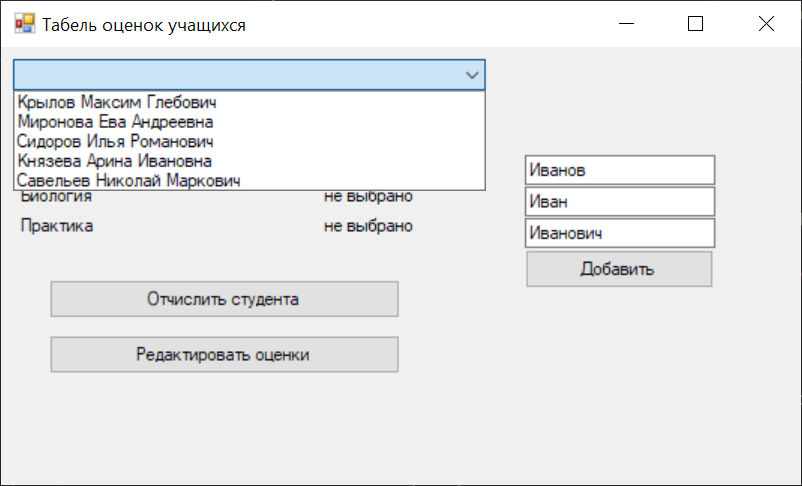 Табель оценок учащихся
Крылов Максим Глебович
Миронова Ева Андреевна
Сидоров Илья Романович
Князева Арина Ивановна
Савельев Николай Маркович
Биология не выбрано
Практика не выбрано
Иванов
Иван
Иванович
Добавить
Отчислить студента
Редактировать оценки